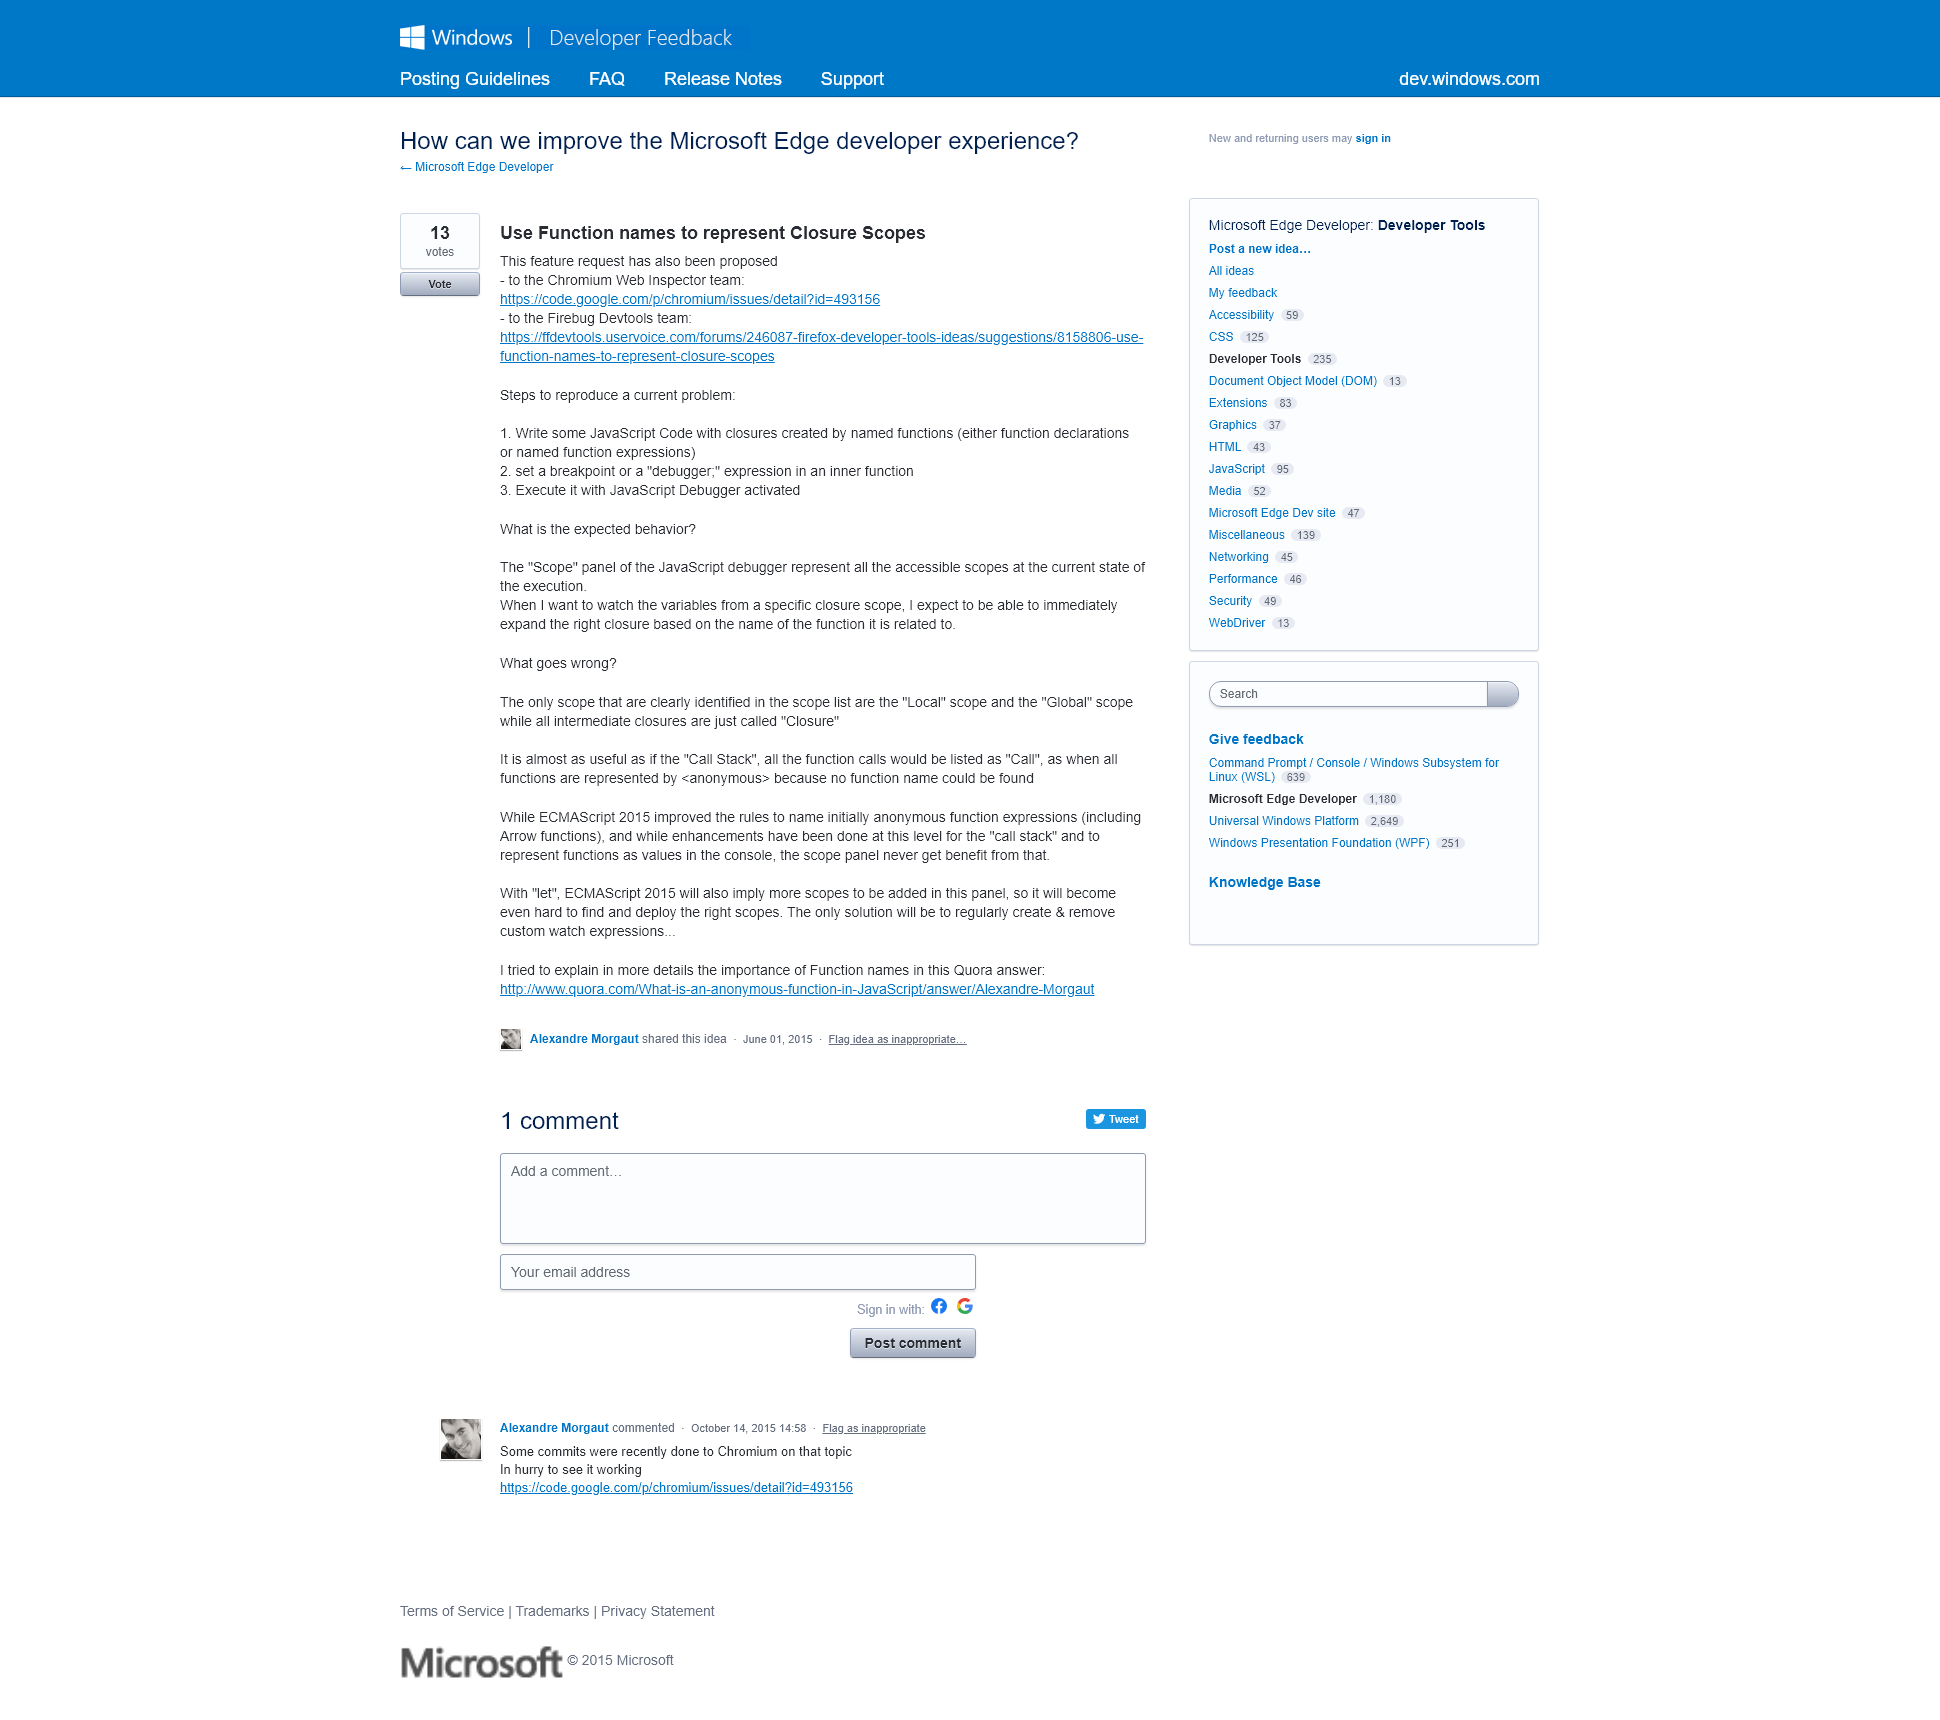 Windows | Developer Feedback
Posting Guidelines FAQ Release Notes Support dev.windows.com
How can we improve the Microsoft Edge developer experience?
← Microsoft Edge Developer
New and returning users may sign in
13
votes
Vote
Use Function names to represent Closure Scopes
This feature request has also been proposed
- to the Chromium Web Inspector team:
https://code.google.com/p/chromium/issues/detail?id=493156
- to the Firebug Devtools team:
https://ffdevtools.uservoice.com/forums/246087-firefox-developer-tools-ideas/suggestions/8158806-use-
function-names-to-represent-closure-scopes
Steps to reproduce a current problem:
1. Write some JavaScript Code with closures created by named functions (either function declarations
or named function expressions)
2. set a breakpoint or a "debugger;" expression in an inner function
3. Execute it with JavaScript Debugger activated
What is the expected behavior?
The "Scope" panel of the JavaScript debugger represent all the accessible scopes at the current state of
the execution.
When I want to watch the variables from a specific closure scope, I expect to be able to immediately
expand the right closure based on the name of the function it is related to.
What goes wrong?
The only scope that are clearly identified in the scope list are the "Local" scope and the "Global" scope
while all intermediate closures are just called "Closure"
It is almost as useful as if the "Call Stack", all the function calls would be listed as "Call", as when all
functions are represented by <anonymous> because no function name could be found
While ECMAScript 2015 improved the rules to name initially anonymous function expressions (including
Arrow functions), and while enhancements have been done at this level for the "call stack" and to
represent functions as values in the console, the scope panel never get benefit from that.
With "let", ECMAScript 2015 will also imply more scopes to be added in this panel, so it will become
even hard to find and deploy the right scopes. The only solution will be to regularly create & remove
custom watch expressions...
I tried to explain in more details the importance of Function names in this Quora answer:
http://www.quora.com/What-is-an-anonymous-function-in-JavaScript/answer/Alexandre-Morgaut
Alexandre Morgaut shared this idea · June 01, 2015 · Flag idea as inappropriate…
1 comment
Tweet
Add a comment…
Your email address
Sign in with:
Post comment
Alexandre Morgaut commented · October 14, 2015 14:58 · Flag as inappropriate
Some commits were recently done to Chromium on that topic
In hurry to see it working
https://code.google.com/p/chromium/issues/detail?id=493156
Microsoft Edge Developer: Developer Tools
Post a new idea…
All ideas
My feedback
Accessibility 59
CSS 125
Developer Tools 235
Document Object Model (DOM) 13
Extensions 83
Graphics 37
HTML 43
JavaScript 95
Media 52
Microsoft Edge Dev site 47
Miscellaneous 139
Networking 45
Performance 46
Security 49
WebDriver 13
Search
Give feedback
Command Prompt / Console / Windows Subsystem for
Linux (WSL) 639
Microsoft Edge Developer 1,180
Universal Windows Platform 2,649
Windows Presentation Foundation (WPF) 251
Knowledge Base
Terms of Service | Trademarks | Privacy Statement
Microsoft © 2015 Microsoft